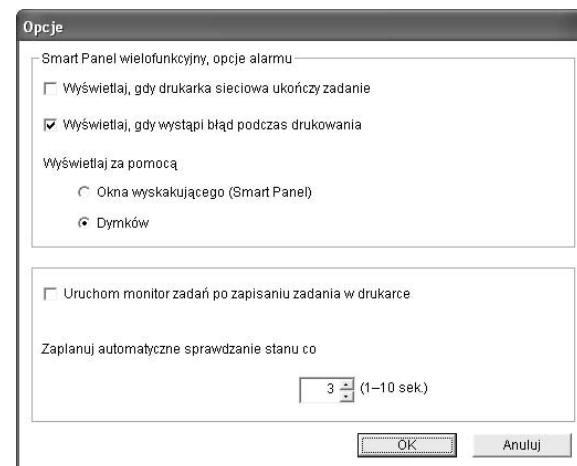 Opcje
Smart Panel wielofunkcyjny, opcje alarmu
Wyświetlaj, gdy drukarka sieciowa ukończy zadanie
Wyświetlaj, gdy wystąpi błąd podczas drukowania
Wyświetlaj za pomocą
Okna wyskakującego (Smart Panel)
Dymków
Uruchom monitor zadań po zapisaniu zadania w drukarce
Zaplanuj automatyczne sprawdzanie stanu co
3 (1–10 sek.)
OK Anuluj